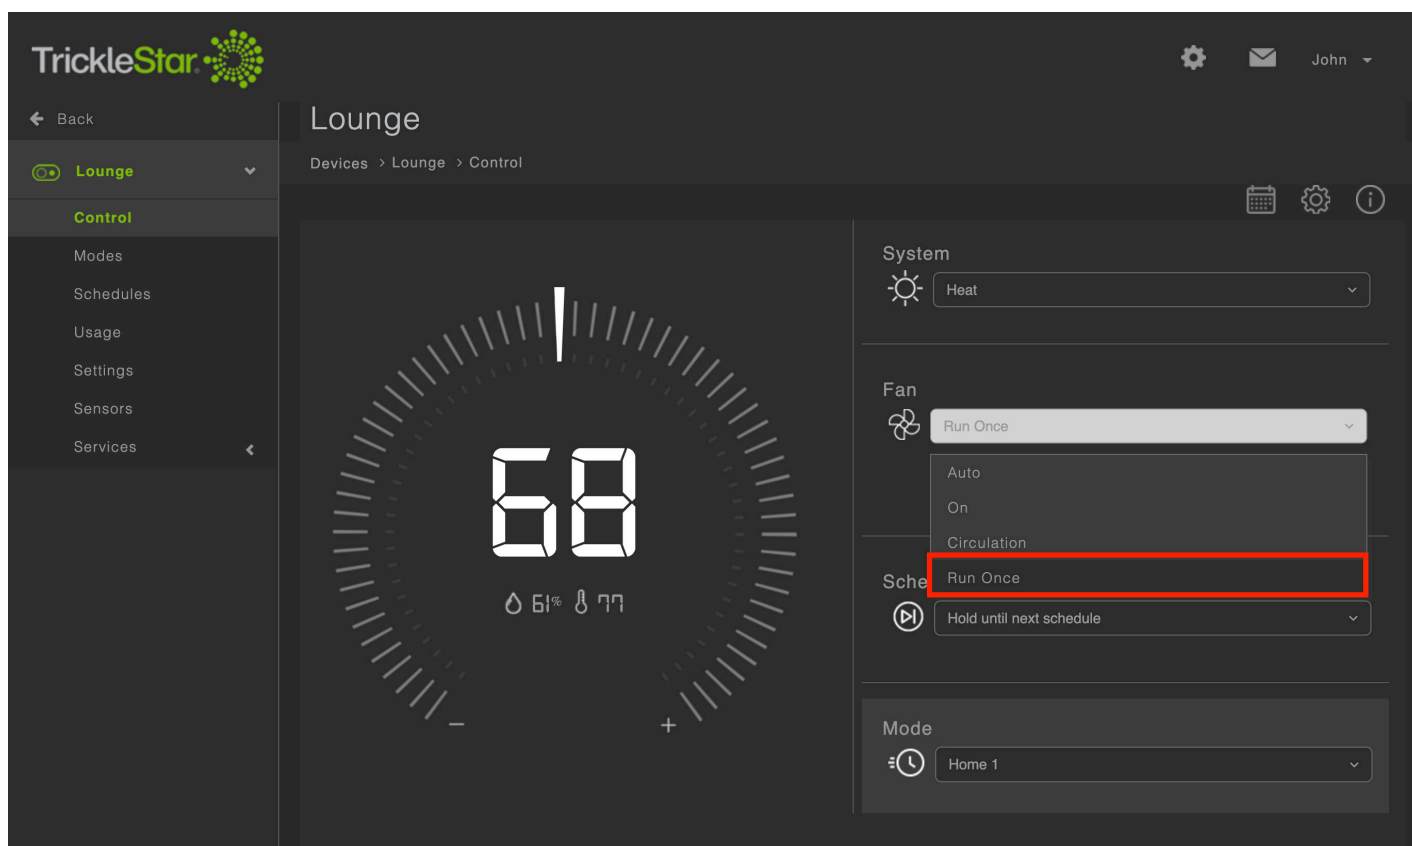 TrickleStar®
John
Back
Lounge
Control
Modes
Schedules
Usage
Settings
Sensors
Services
Lounge
Devices > Lounge > Control
68
61% 77
− +
System
Heat
Fan
Run Once
Auto
On
Circulation
Run Once
Sche
Hold until next schedule
Mode
Home 1